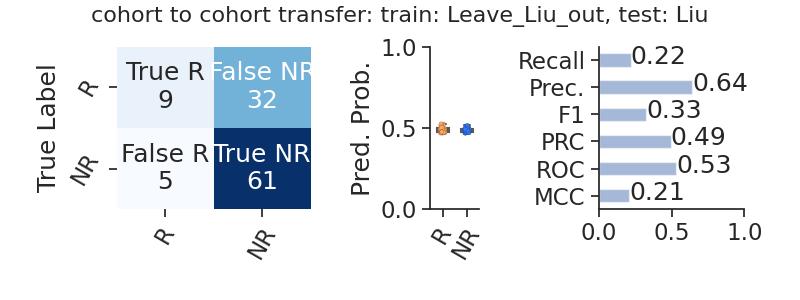 cohort to cohort transfer: train: Leave_Liu_out, test: Liu
True Label
R
NR
True R
9
False NR
32
False R
5
True NR
61
R
NR
Pred. Prob.
1.0
0.5
0.0
R
NR
Recall
0.22
Prec.
0.64
F1
0.33
PRC
0.49
ROC
0.53
MCC
0.21
0.0 0.5 1.0